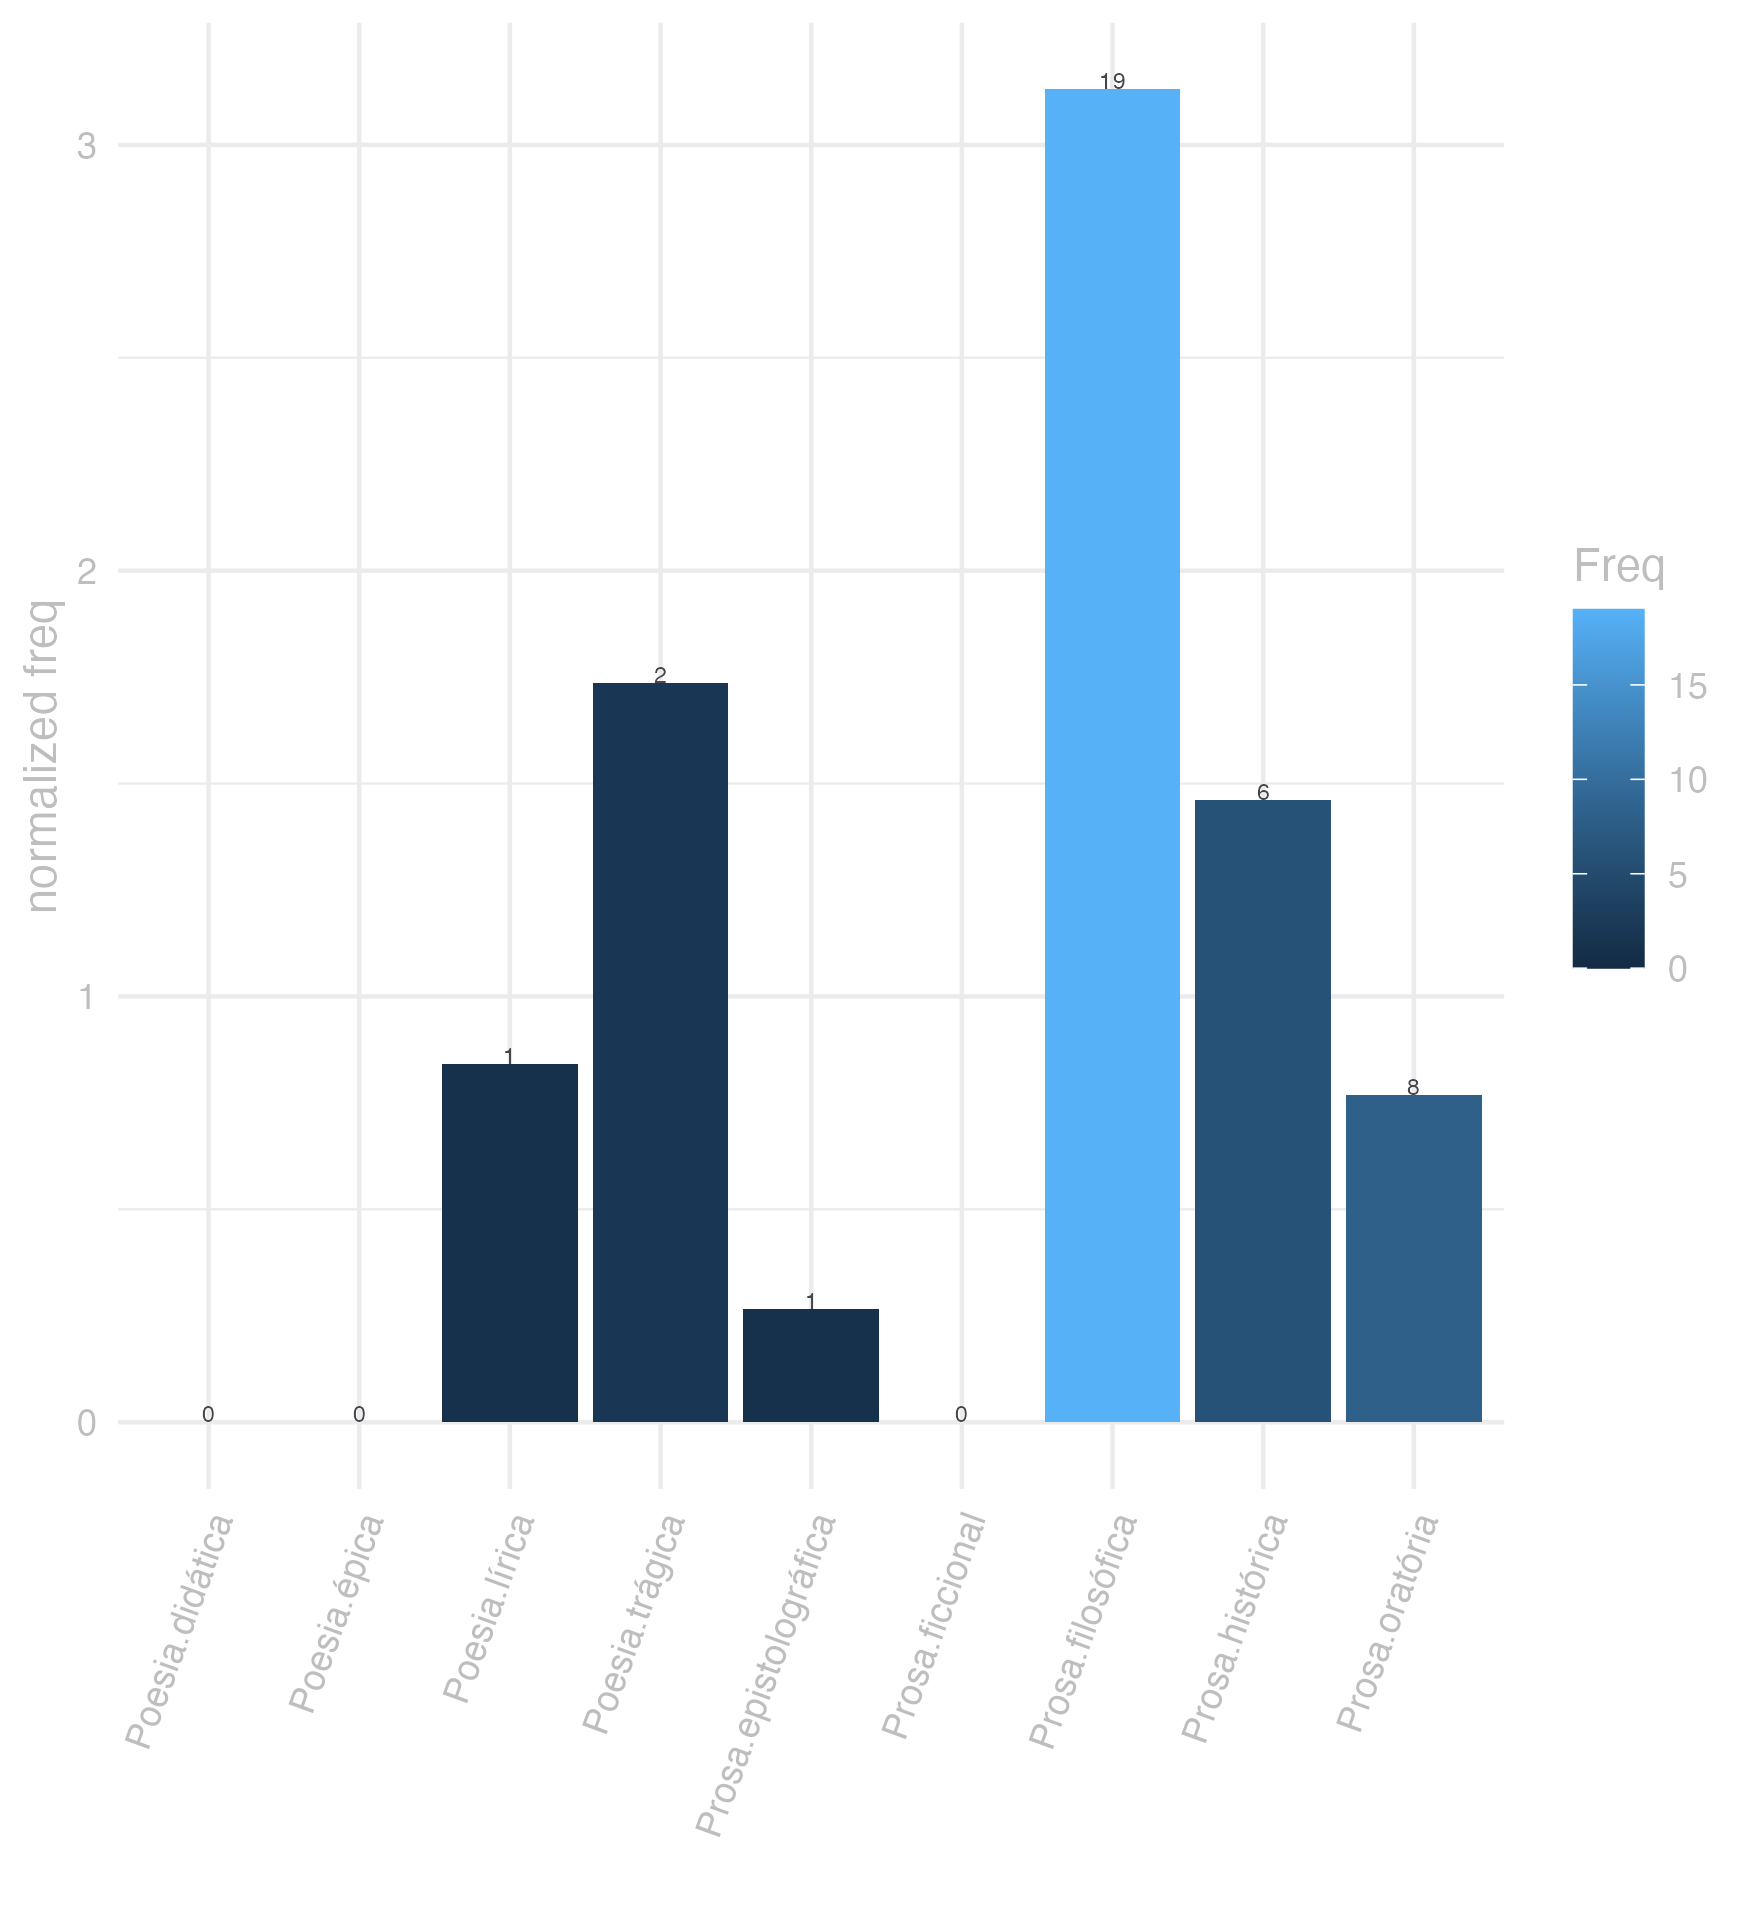 normalized freq
3
2
1
0
0
0
1
2
1
0
19
6
8
Poesia.didática
Poesia.épica
Poesia.lírica
Poesia.trágica
Prosa.epistolográfica
Prosa.ficcional
Prosa.filosófica
Prosa.histórica
Prosa.oratória
Freq
15
10
5
0